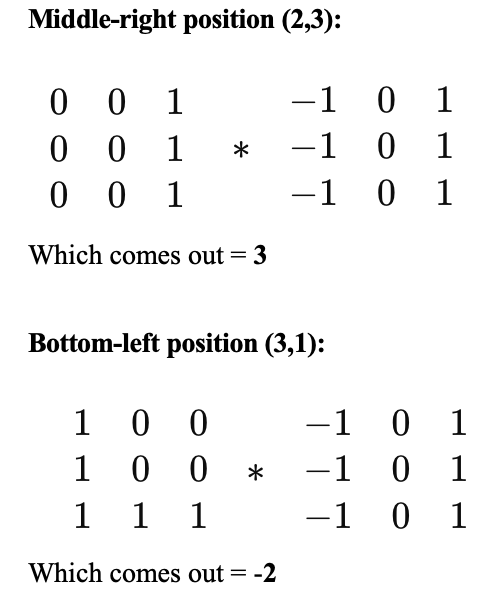 Middle-right position (2,3):
0 0 1 −1 0 1
0 0 1 * −1 0 1
0 0 1 −1 0 1
Which comes out = 3
Bottom-left position (3,1):
1 0 0 −1 0 1
1 0 0 * −1 0 1
1 1 1 −1 0 1
Which comes out = -2